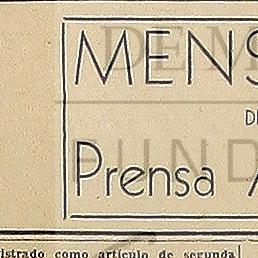 MENS
DE
Prensa A
istrado como artículo de segunda